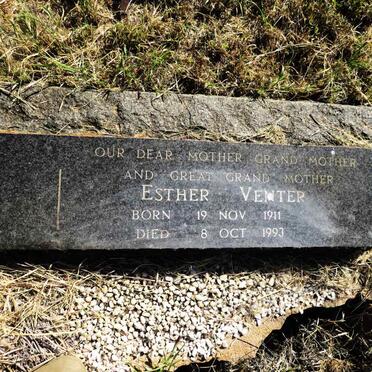 OUR DEAR MOTHER GRAND MOTHER
AND GREAT GRAND MOTHER
ESTHER VENTER
BORN 19 NOV 1911
DIED 8 OCT 1993